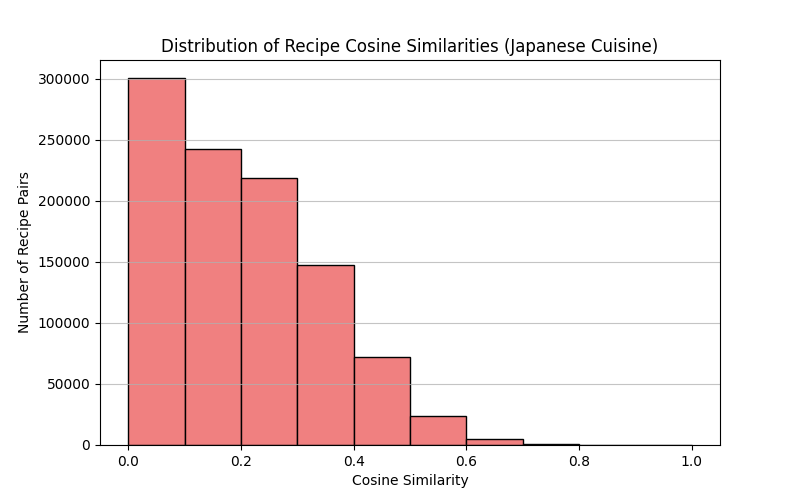 Distribution of Recipe Cosine Similarities (Japanese Cuisine)
Number of Recipe Pairs
300000
250000
200000
150000
100000
50000
0
0.0 0.2 0.4 0.6 0.8 1.0
Cosine Similarity